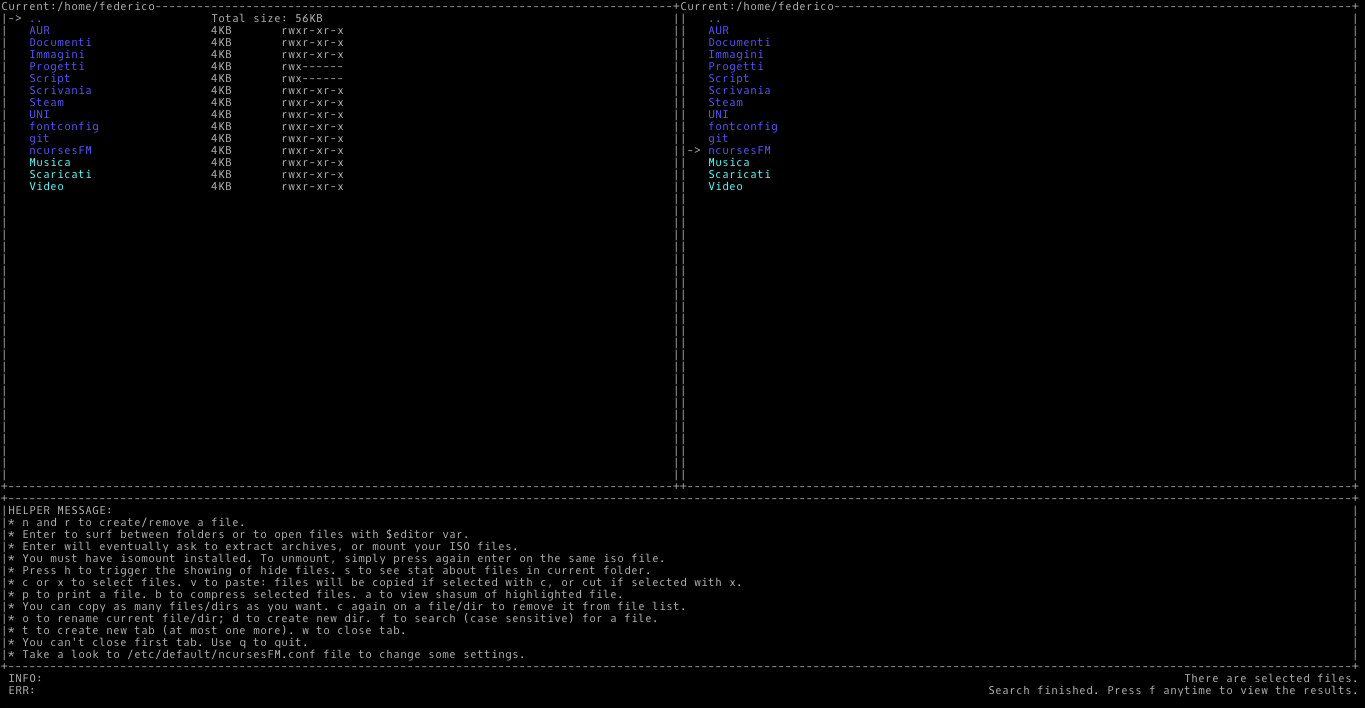 Current:/home/federico
-> .. Total size: 56KB
AUR 4KB rwxr-xr-x
Documenti 4KB rwxr-xr-x
Immagini 4KB rwxr-xr-x
Progetti 4KB rwx------
Script 4KB rwx------
Scrivania 4KB rwxr-xr-x
Steam 4KB rwxr-xr-x
UNI 4KB rwxr-xr-x
fontconfig 4KB rwxr-xr-x
git 4KB rwxr-xr-x
ncursesFM 4KB rwxr-xr-x
Musica 4KB rwxr-xr-x
Scaricati 4KB rwxr-xr-x
Video 4KB rwxr-xr-x
Current:/home/federico
..
AUR
Documenti
Immagini
Progetti
Script
Scrivania
Steam
UNI
fontconfig
git
-> ncursesFM
Musica
Scaricati
Video
HELPER MESSAGE:
* n and r to create/remove a file.
* Enter to surf between folders or to open files with $editor var.
* Enter will eventually ask to extract archives, or mount your ISO files.
* You must have isomount installed. To unmount, simply press again enter on the same iso file.
* Press h to trigger the showing of hide files. s to see stat about files in current folder.
* c or x to select files. v to paste: files will be copied if selected with c, or cut if selected with x.
* p to print a file. b to compress selected files. a to view shasum of highlighted file.
* You can copy as many files/dirs as you want. c again on a file/dir to remove it from file list.
* o to rename current file/dir; d to create new dir. f to search (case sensitive) for a file.
* t to create new tab (at most one more). w to close tab.
* You can't close first tab. Use q to quit.
* Take a look to /etc/default/ncursesFM.conf file to change some settings.
INFO: There are selected files.
ERR: Search finished. Press f anytime to view the results.